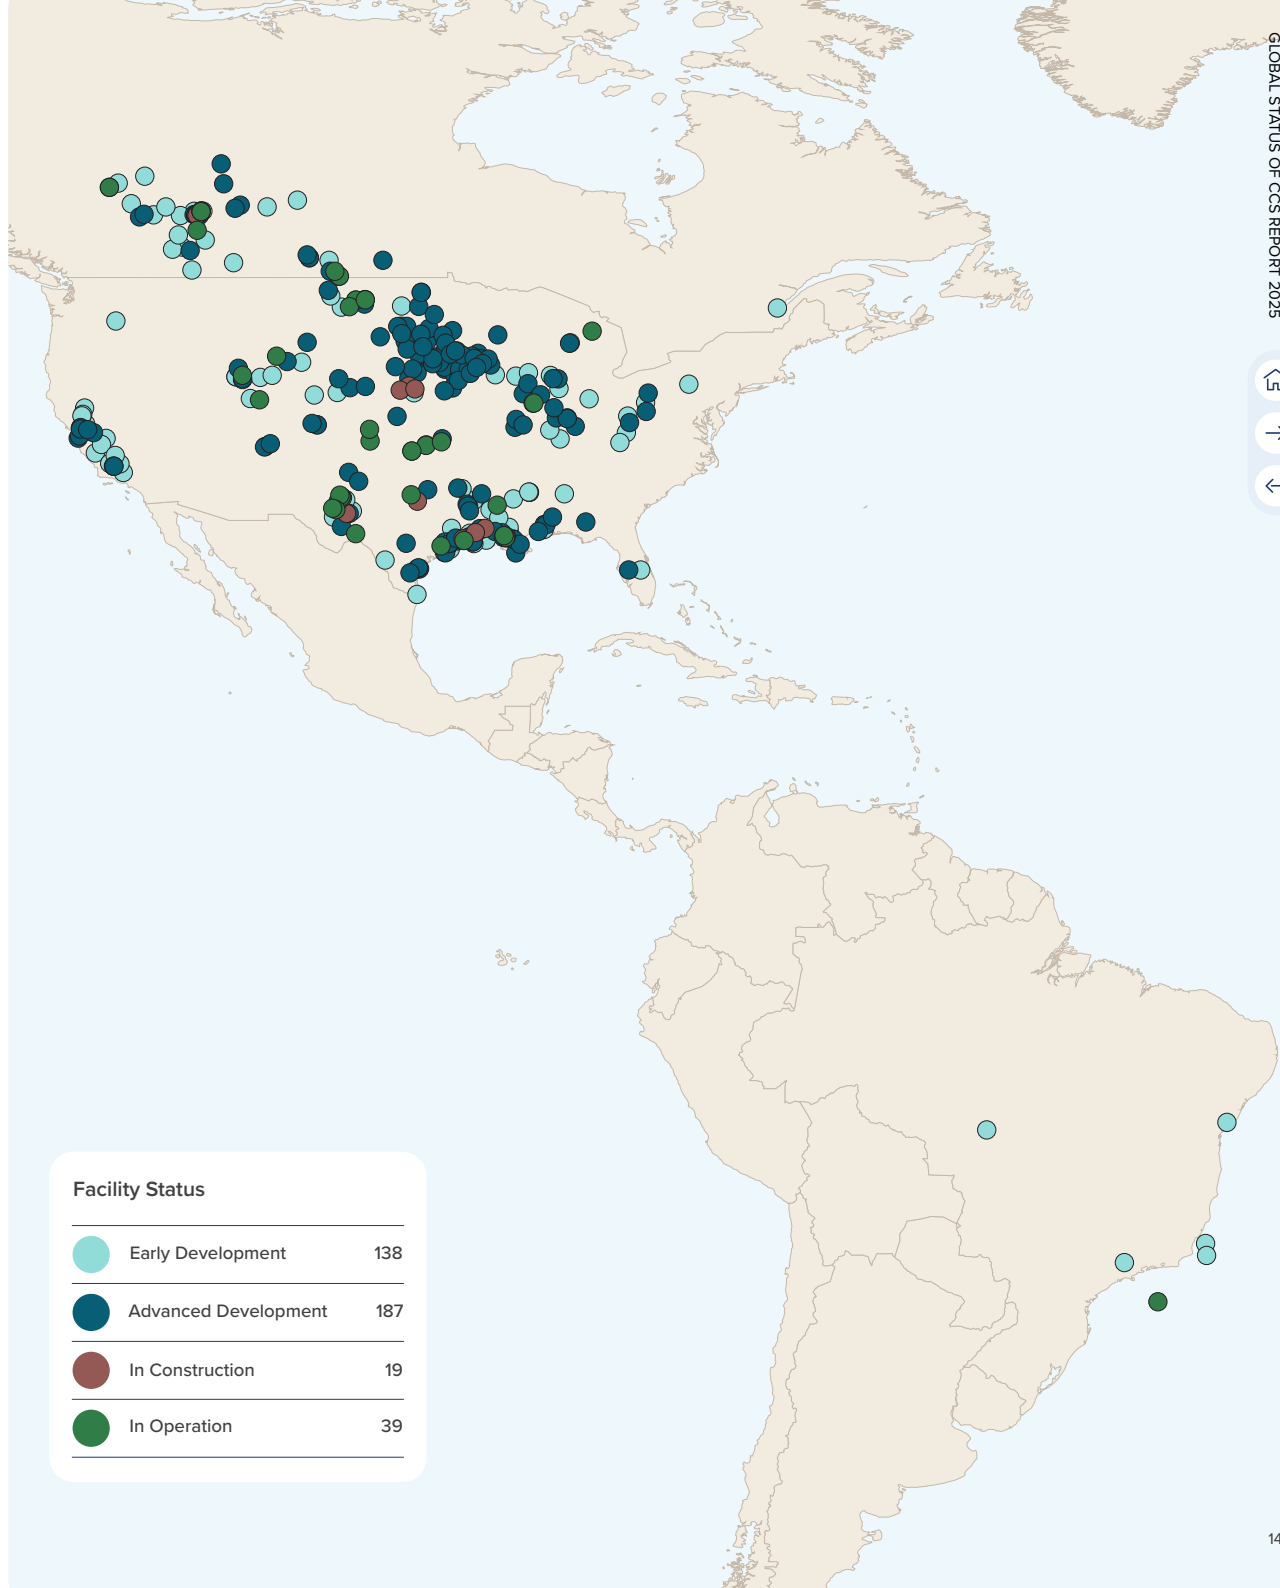 GLOBAL STATUS OF CCS REPORT 2025
Facility Status
Early Development 138
Advanced Development 187
In Construction 19
In Operation 39
14